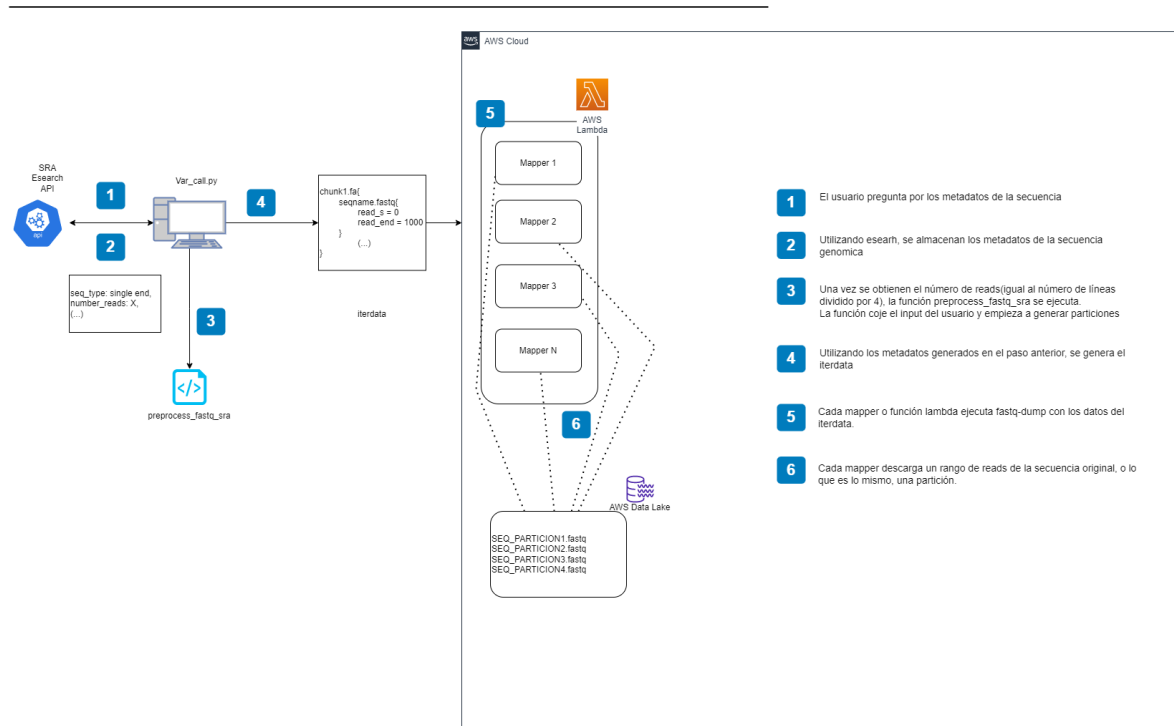 aws
AWS Cloud
5
AWS
Lambda
Mapper 1
Mapper 2
Mapper 3
Mapper N
SRA
Esearch
API
api
1
2
Var_call.py
4
chunk1.fa{
seqname.fastq{
read_s = 0
read_end = 1000
}
(...)
}
iterdata
seq_type: single end,
number_reads: X,
(...)
3
</>
preprocess_fastq_sra
6
AWS Data Lake
SEQ_PARTICION1.fastq
SEQ_PARTICION2.fastq
SEQ_PARTICION3.fastq
SEQ_PARTICION4.fastq
1
El usuario pregunta por los metadatos de la secuencia
2
Utilizando esearh, se almacenan los metadatos de la secuencia
genomica
3
Una vez se obtienen el número de reads(igual al número de líneas
dividido por 4), la función preprocess_fastq_sra se ejecuta.
La función coje el input del usuario y empieza a generar particiones
4
Utilizando los metadatos generados en el paso anterior, se genera el
iterdata
5
Cada mapper o función lambda ejecuta fastq-dump con los datos del
iterdata.
6
Cada mapper descarga un rango de reads de la secuencia original, o lo
que es lo mismo, una partición.